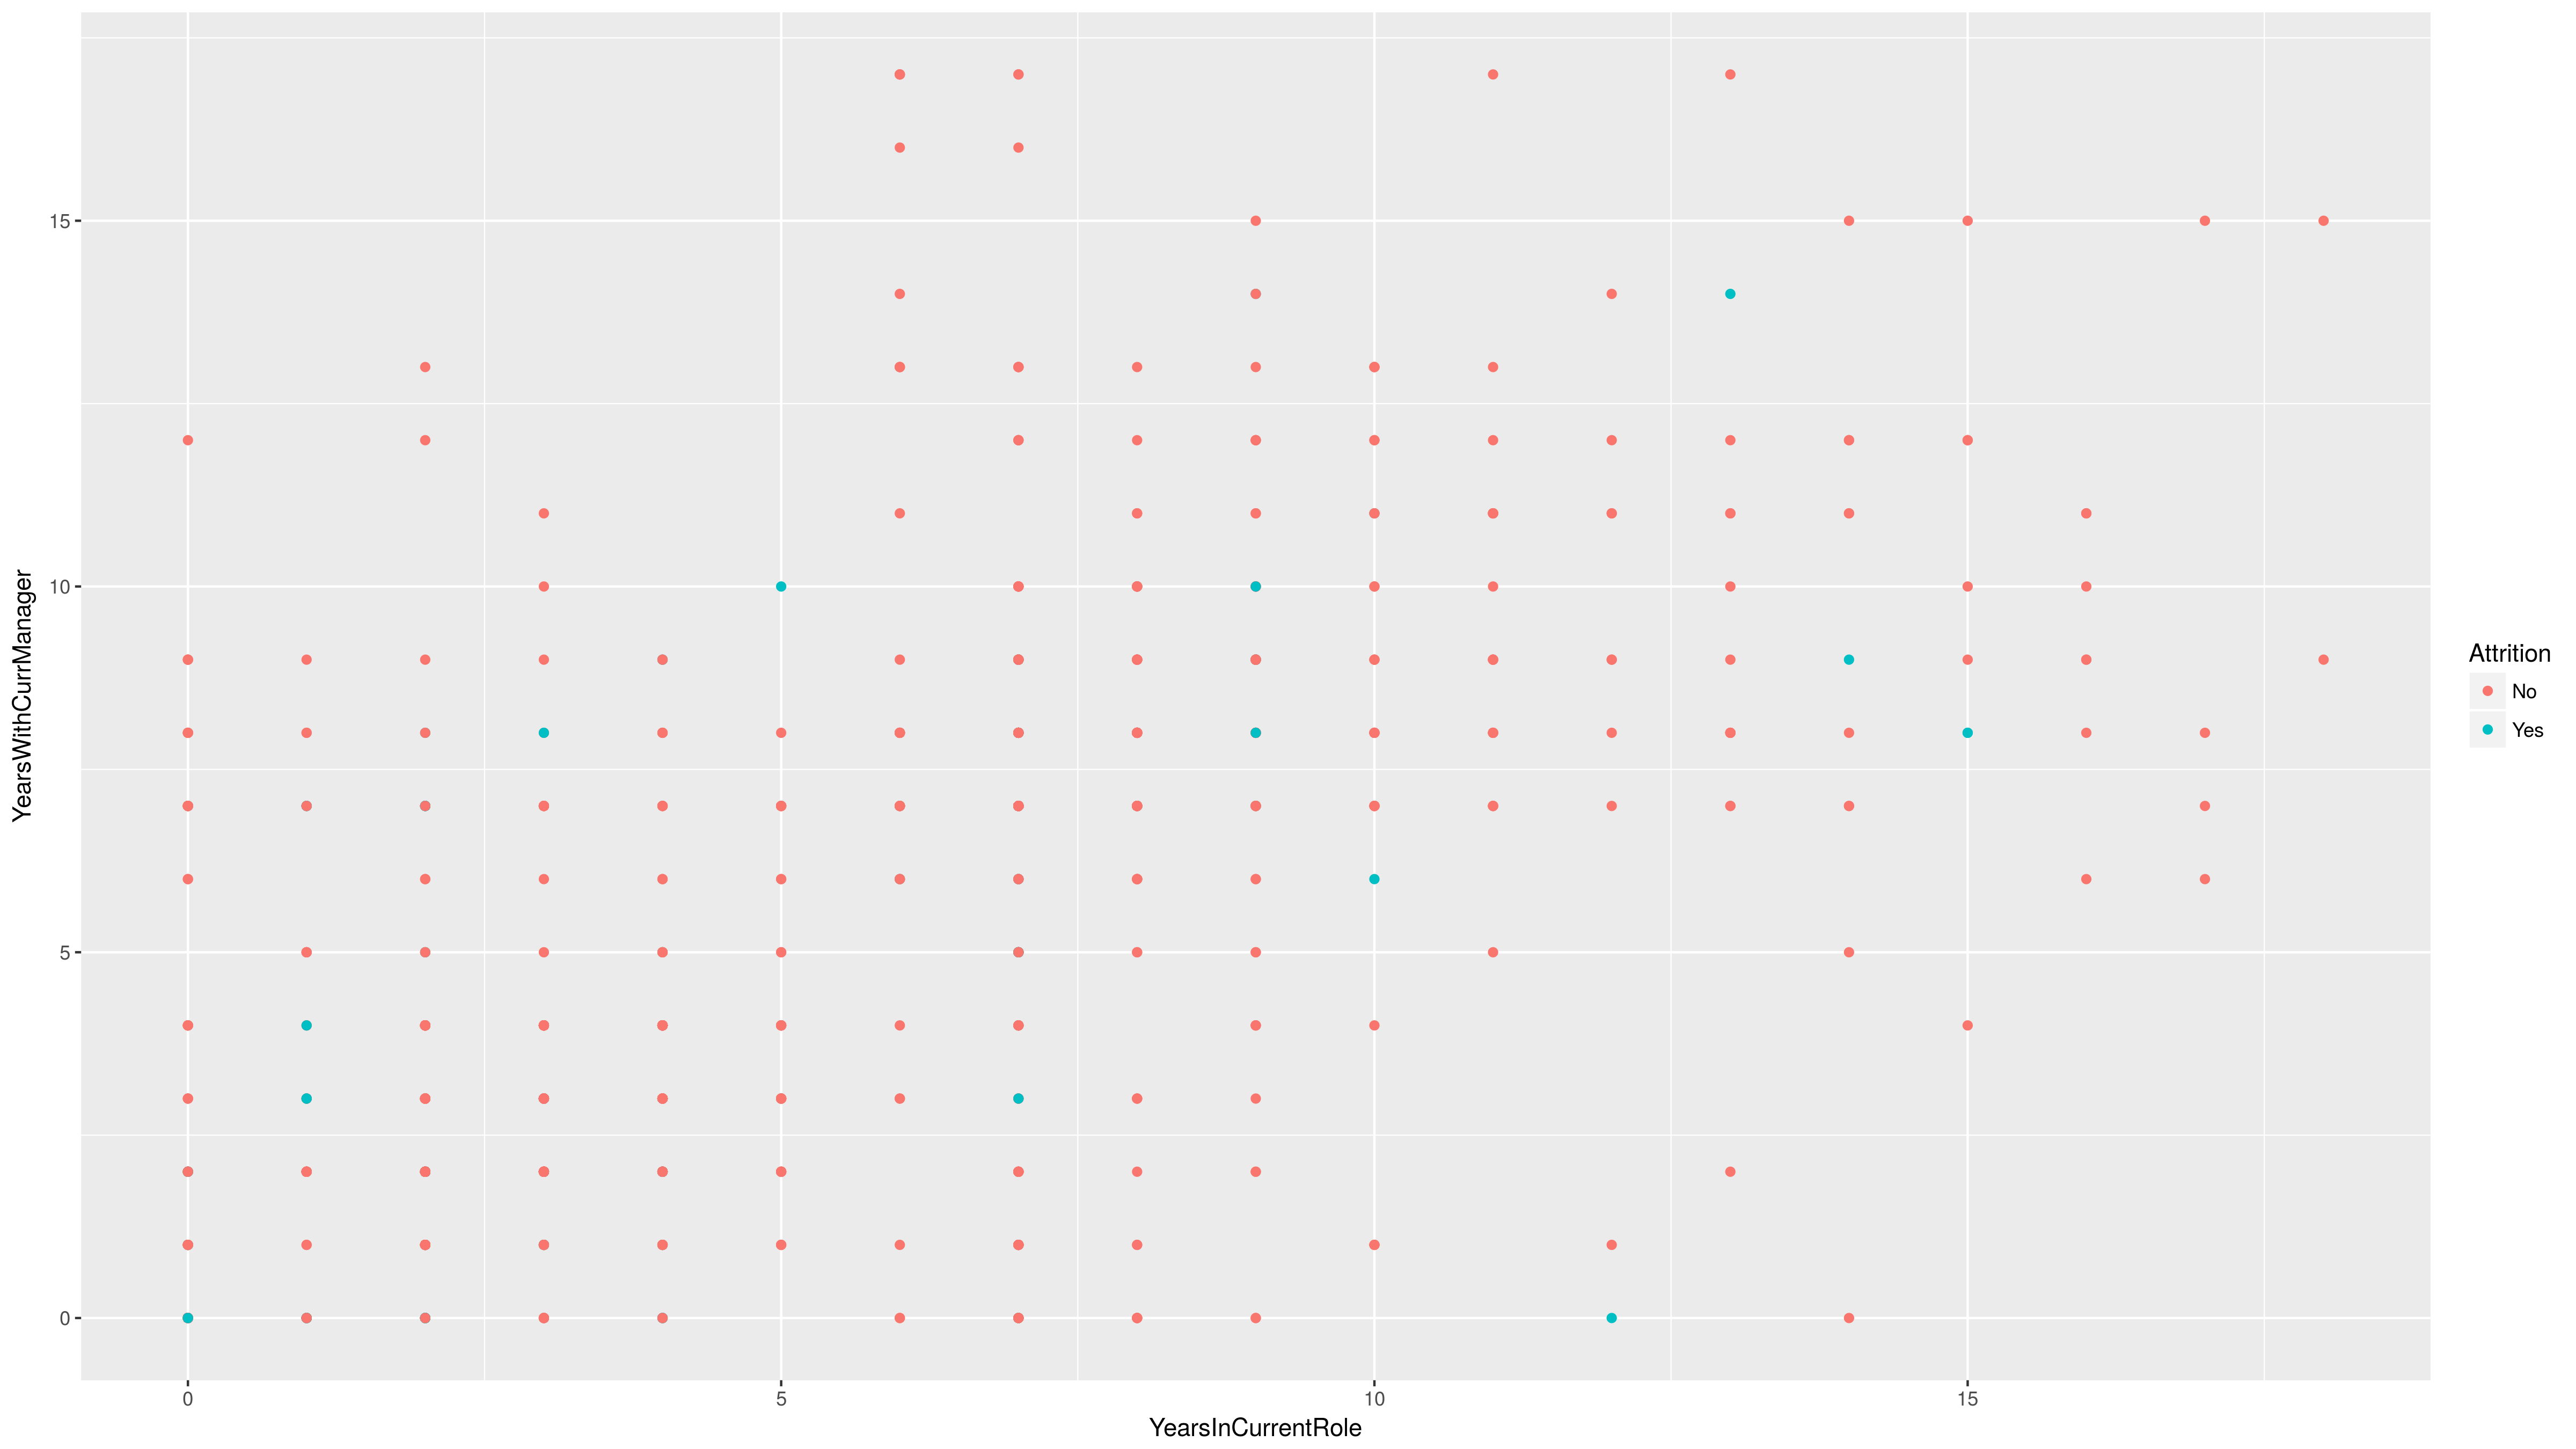 15
10
5
0
0
5
10
15
YearsInCurrentRole
YearsWithCurrManager
Attrition
No
Yes